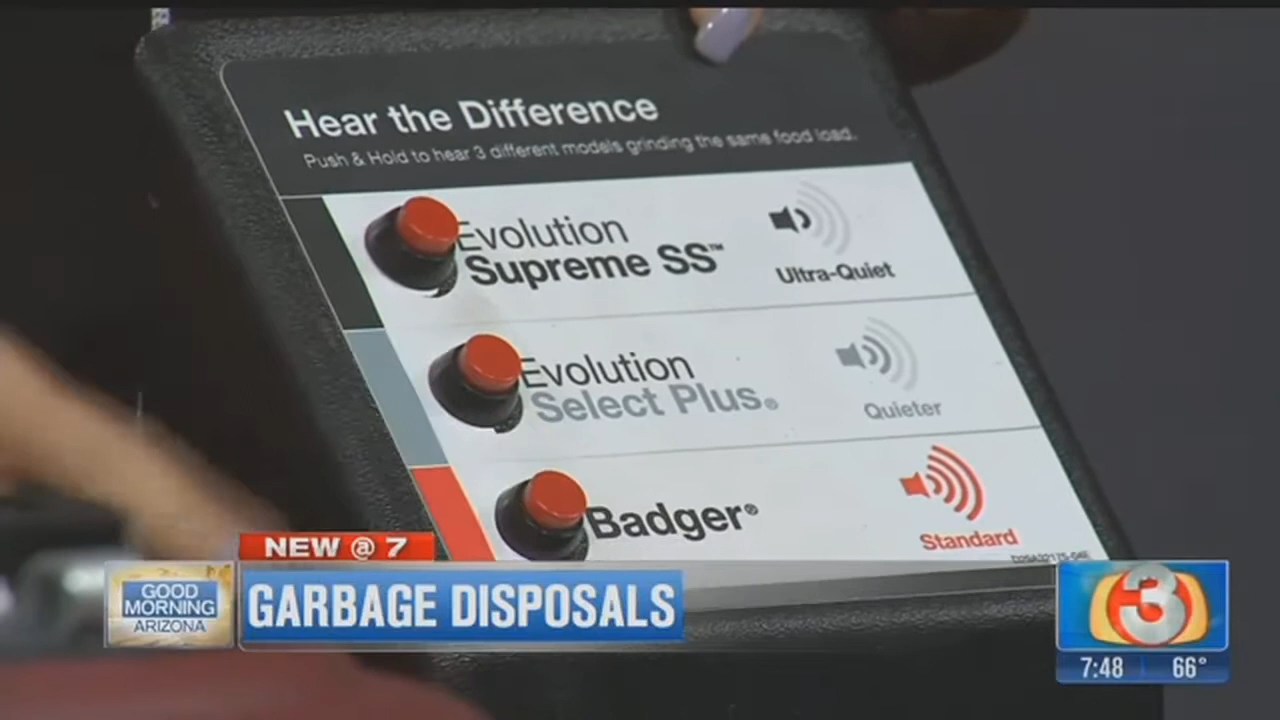 Hear the Difference
Push & Hold to hear 3 different models grinding the same food load.
Evolution
Supreme SS™
Ultra-Quiet
Evolution
Select Plus®
Quieter
Badger®
Standard
NEW @ 7
GOOD
MORNING
ARIZONA
GARBAGE DISPOSALS
3
7:48 66°